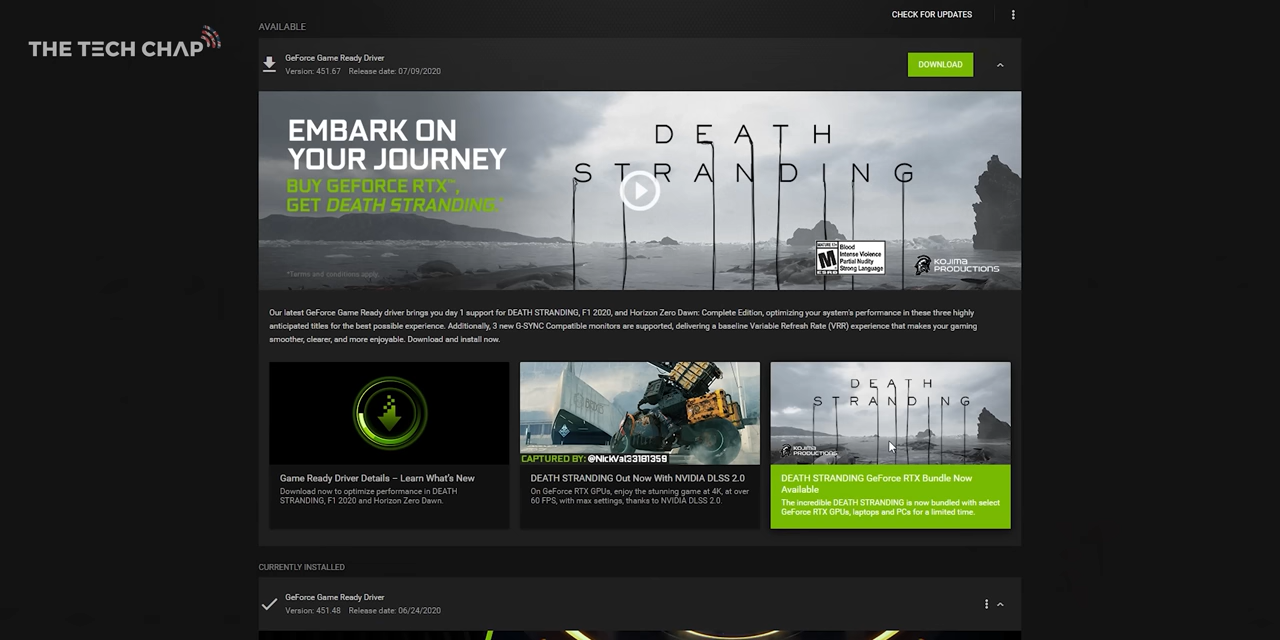 THE TECH CHAP
CHECK FOR UPDATES
AVAILABLE
GeForce Game Ready Driver
Version: 451.67 Release date: 07/09/2020
DOWNLOAD
EMBARK ON
YOUR JOURNEY
BUY GEFORCE RTX™,
GET DEATH STRANDING.*
*Terms and conditions apply.
DEATH
STRANDING
MATURE 17+
M
ESRB
Blood
Intense Violence
Partial Nudity
Strong Language
KOJIMA
PRODUCTIONS
Our latest GeForce Game Ready driver brings you day 1 support for DEATH STRANDING, F1 2020, and Horizon Zero Dawn: Complete Edition, optimizing your system's performance in these three highly
anticipated titles for the best possible experience. Additionally, 3 new G-SYNC Compatible monitors are supported, delivering a baseline Variable Refresh Rate (VRR) experience that makes your gaming
smoother, clearer, and more enjoyable. Download and install now.
Game Ready Driver Details – Learn What's New
Download now to optimize performance in DEATH
STRANDING, F1 2020 and Horizon Zero Dawn.
CAPTURED BY: @NickVal33181359
DEATH STRANDING Out Now With NVIDIA DLSS 2.0
On GeForce RTX GPUs, enjoy the stunning game at 4K, at over
60 FPS, with max settings, thanks to NVIDIA DLSS 2.0.
DEATH
STRANDING
KOJIMA
PRODUCTIONS
DEATH STRANDING GeForce RTX Bundle Now
Available
The incredible DEATH STRANDING is now bundled with select
GeForce RTX GPUs, laptops and PCs for a limited time.
CURRENTLY INSTALLED
GeForce Game Ready Driver
Version: 451.48 Release date: 06/24/2020